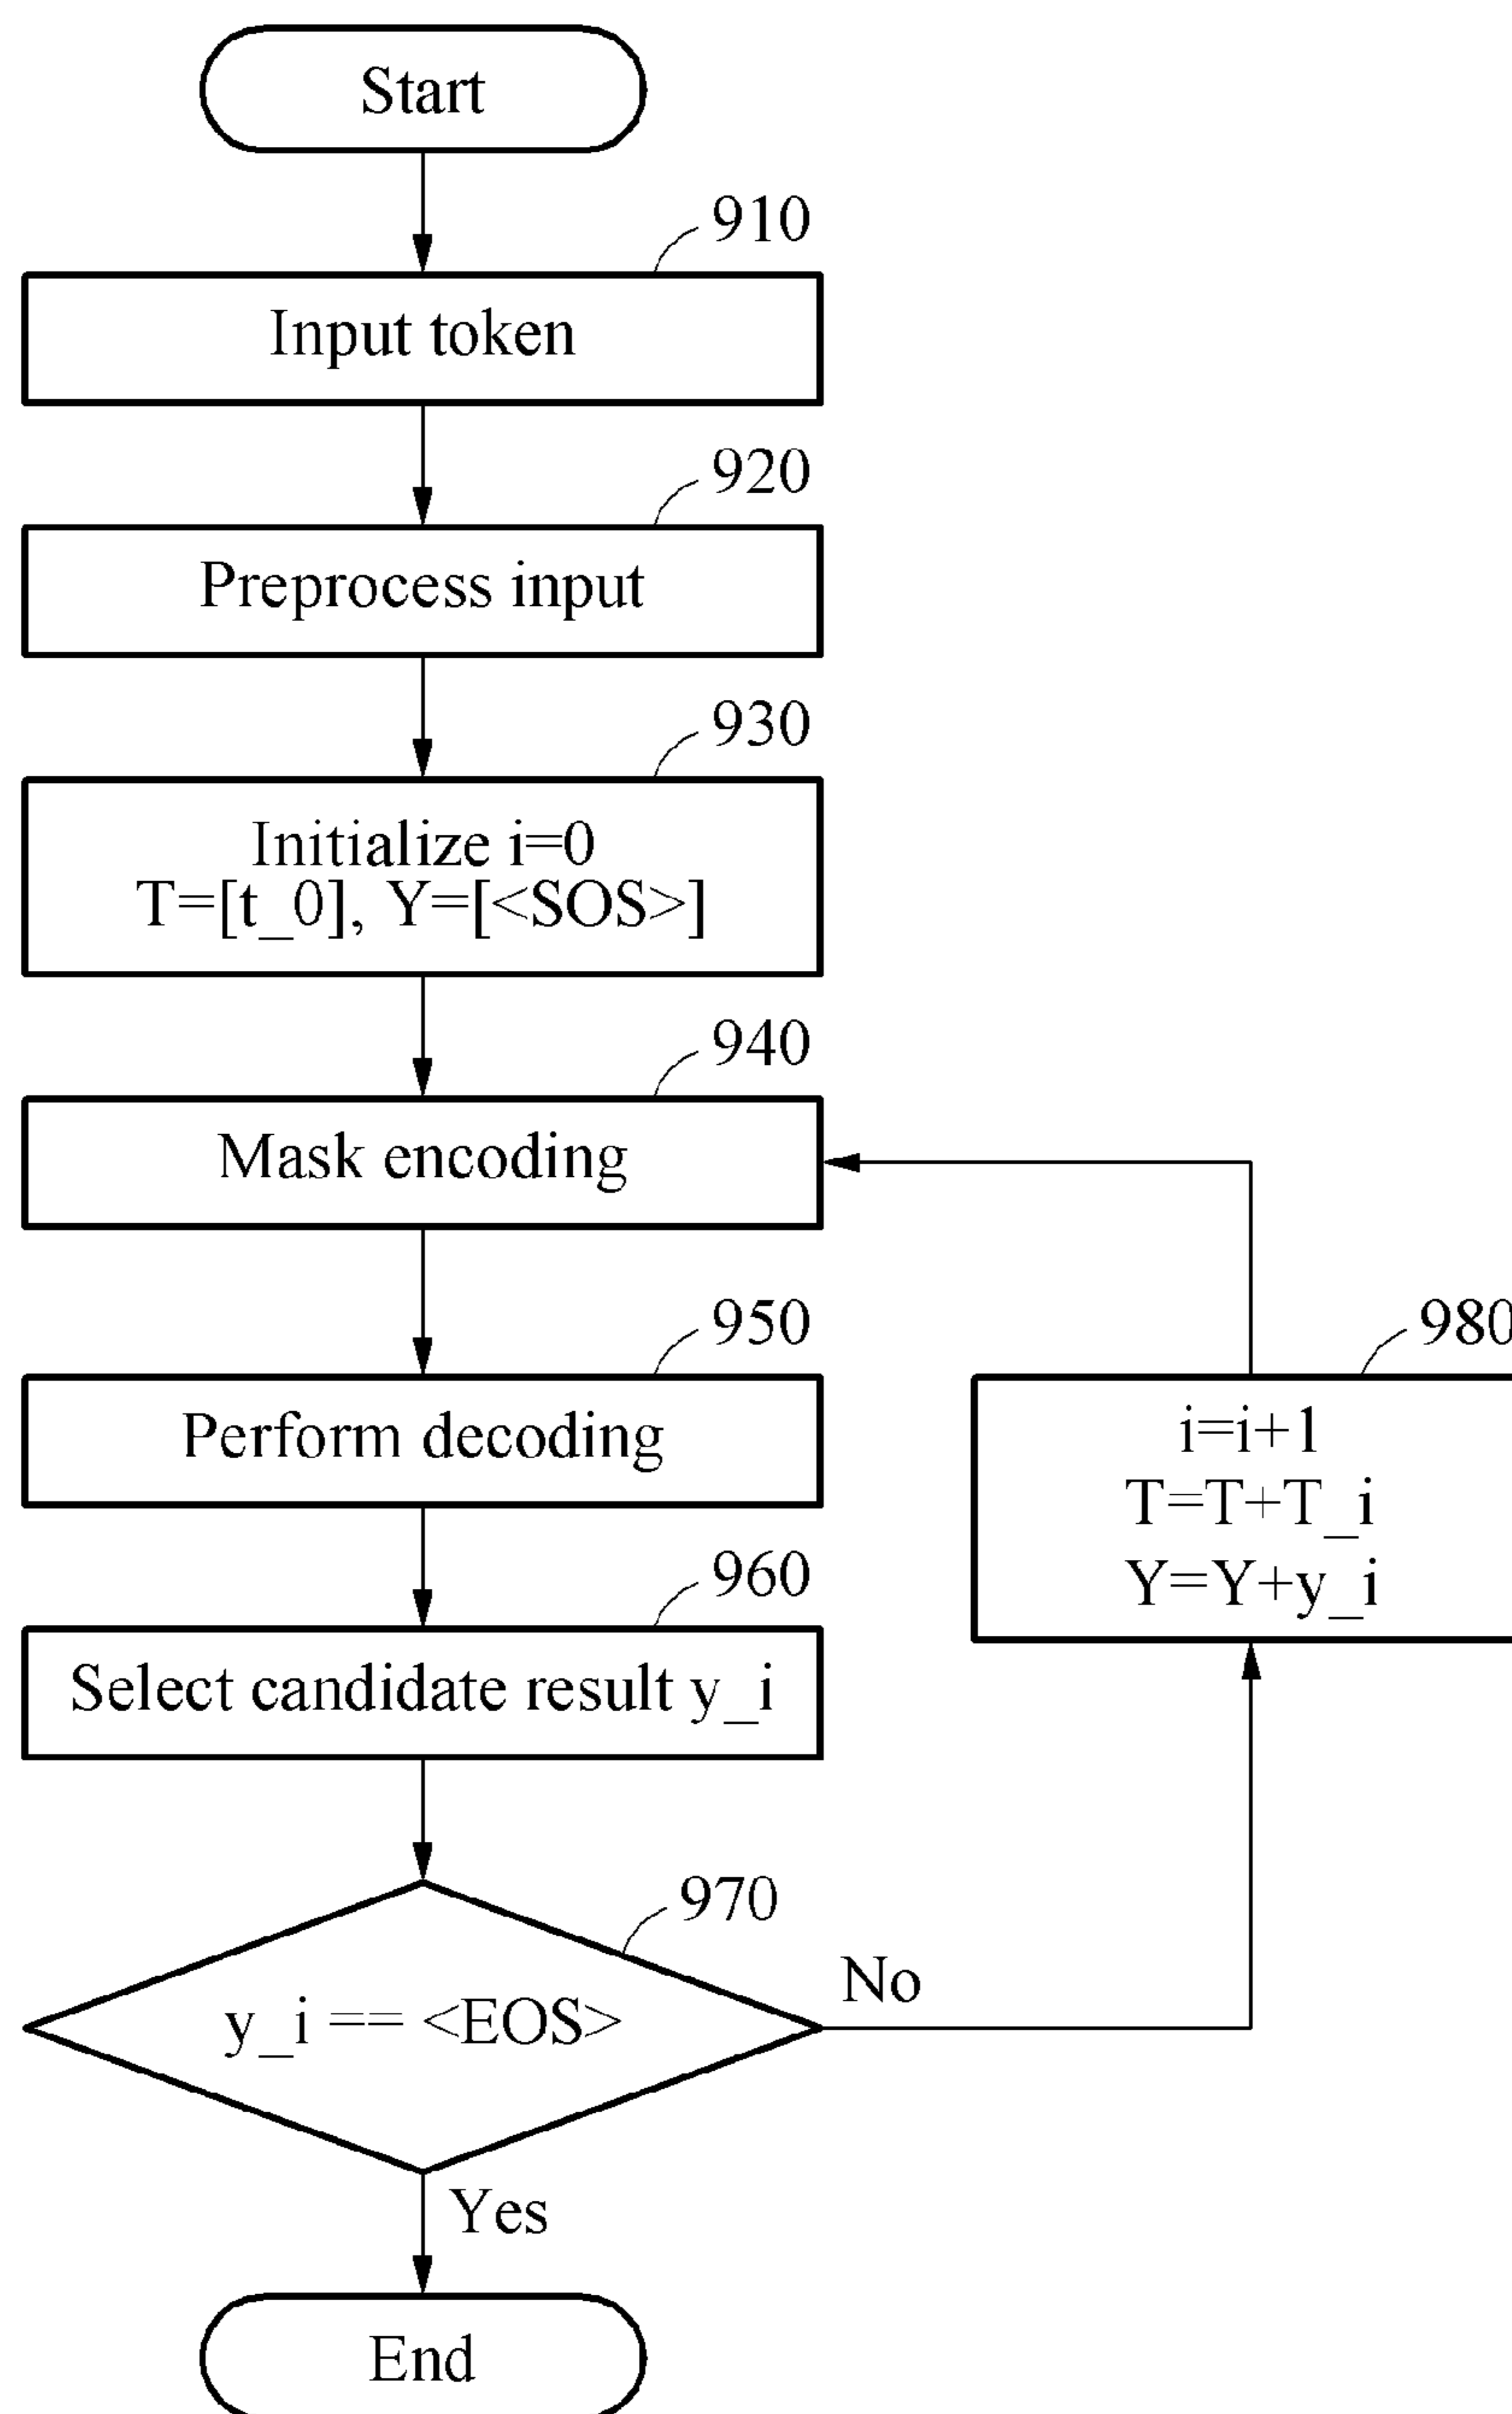 Start
910
Input token
920
Preprocess input
930
Initialize i=0
T=[t_0], Y=[<SOS>]
940
Mask encoding
950
Perform decoding
960
Select candidate result y_i
970
y_i == <EOS>
No
980
i=i+1
T=T+T_i
Y=Y+y_i
Yes
End